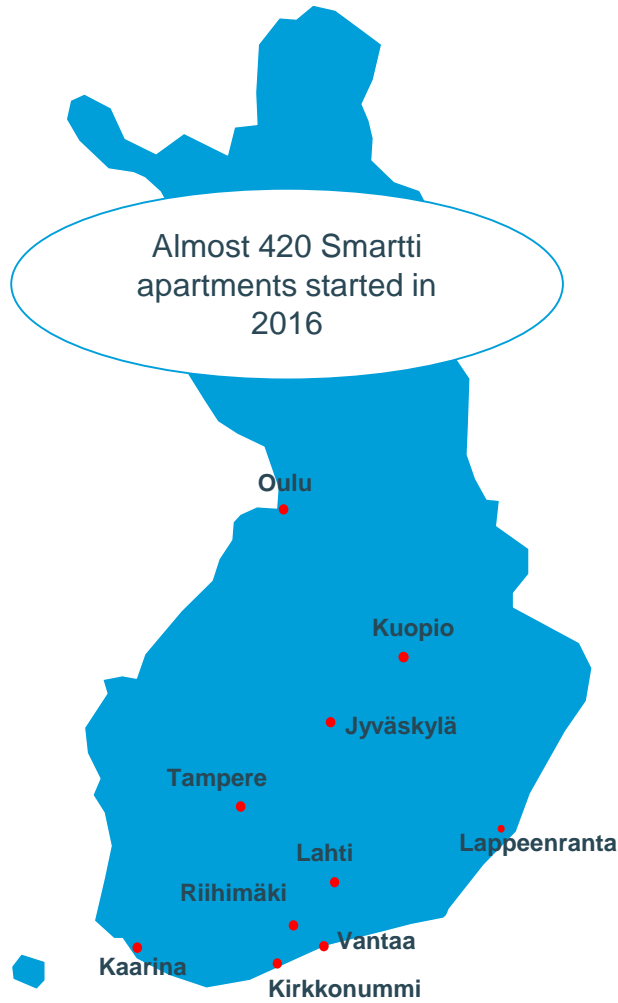 Almost 420 Smartti
apartments started in
2016
Oulu
Kuopio
Jyväskylä
Tampere
Lappeenranta
Lahti
Riihimäki
Vantaa
Kaarina
Kirkkonummi